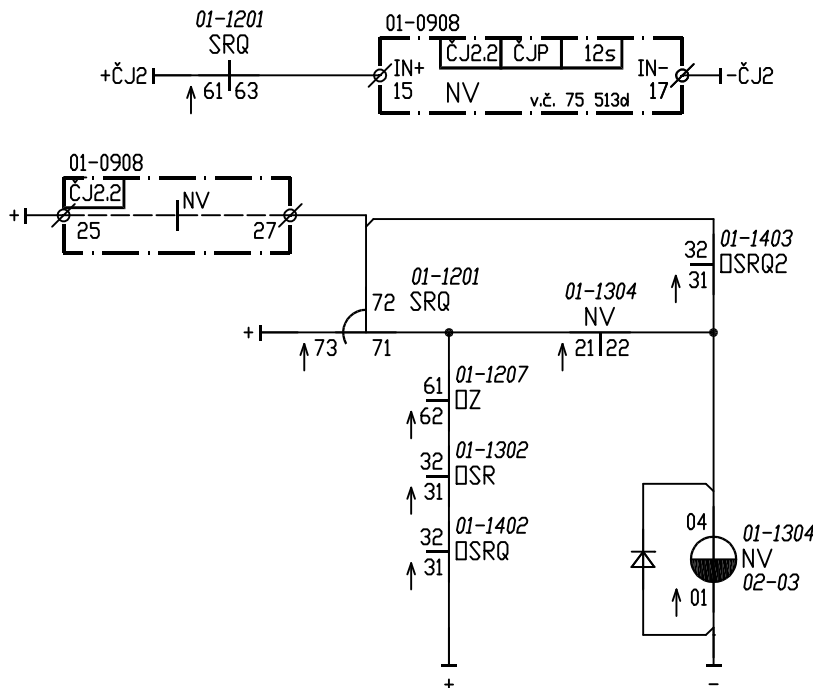 01-1201
SRQ
01-0908
ČJ2.2 ČJP 12s
+ČJ2
61 63
IN+
15
NV
v.č. 75 513d
IN-
17
-ČJ2
01-0908
ČJ2.2
NV
+
25
27
01-1403
32
SRQ2
31
01-1201
72 SRQ
01-1304
NV
+
73 71
21 22
01-1207
61
Z
62
01-1302
32
SR
31
01-1402
32
SRQ
31
04
01-1304
NV
02-03
01
+
-